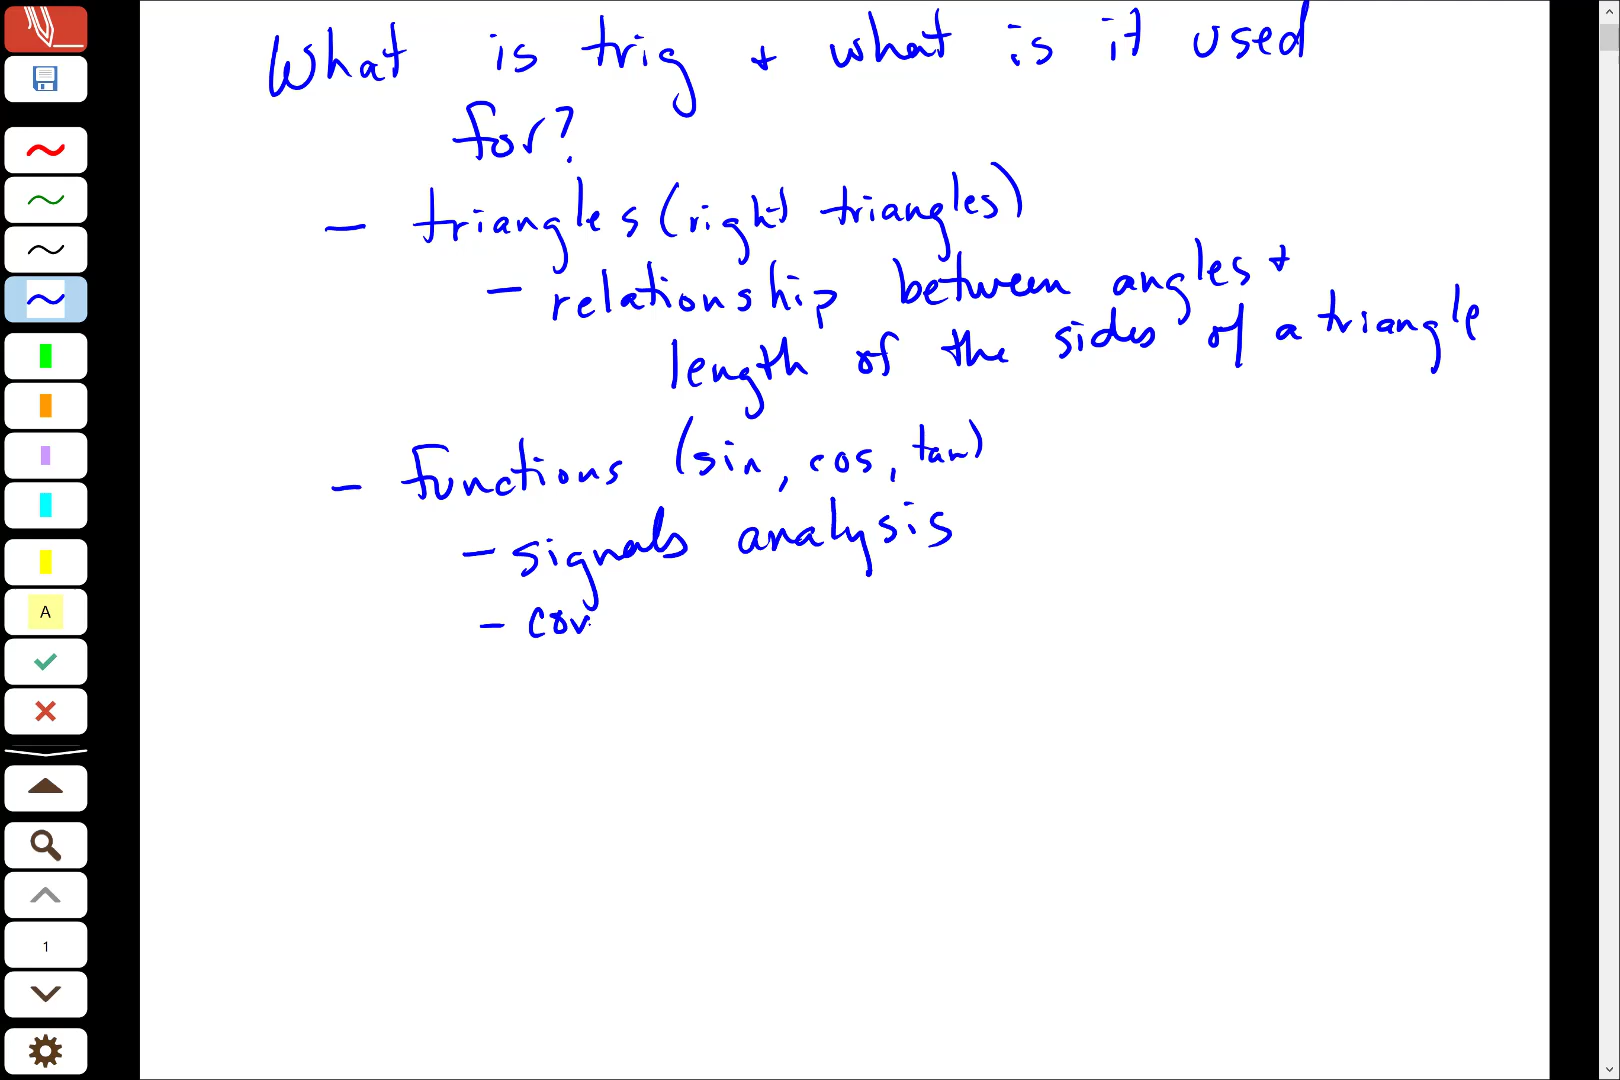 What is trig + what is it used
for?
- triangles (right triangles)
- relationship between angles +
length of the sides of a triangle
- functions (sin, cos, tan)
- signals analysis
- cov
A
1